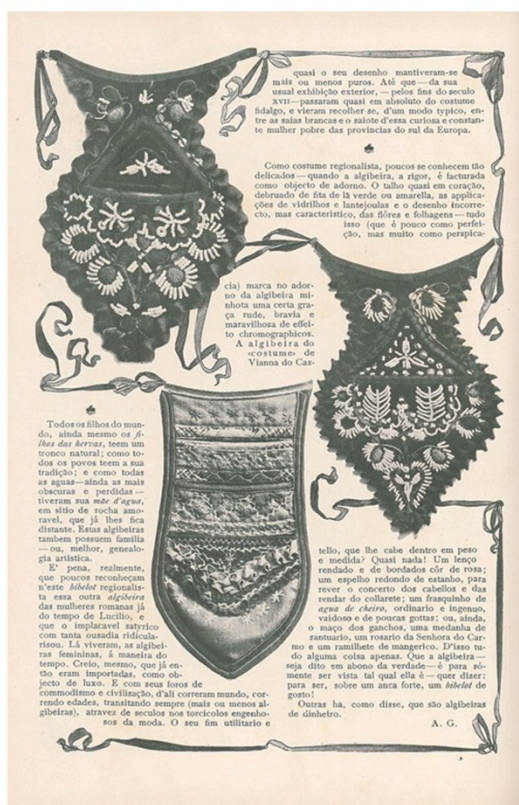 Todos os filhos do mun-
do, ainda mesmo os fi-
lhos das hervas, teem um
tronco natural; como to-
dos os povos teem a sua
tradição; e como todas
as aguas—ainda as mais
obscuras e perdidas—
tiveram sua mãe d'agua,
em sitio de rocha amo-
ravel, que já lhes fica
distante. Estas algibeiras
tambem possuem familia
—ou, melhor, genealo-
gia artistica.
E' pena, realmente,
que poucos reconheçam
n'este bibelot regionalis-
ta essa outra algibeira
das mulheres romanas já
do tempo de Lucilio, e
que o implacavel satyrico
com tanta ousadia ridicula-
risou. Lá viveram, as algibei-
ras femininas, á maneira do
tempo. Creio, mesmo, que já en-
tão eram importadas, como ob-
jecto de luxo. E com seus foros de
commodismo e civilisação, d'ali correram mundo, cor-
rendo edades, transitando sempre (mais ou menos al-
gibeiras), atravez de seculos nos torcicolos engenho-
sos da moda. O seu fim utilitario e
quasi o seu desenho mantiveram-se
mais ou menos puros. Até que—da sua
usual exhibição exterior,—pelos fins do seculo
XVII—passaram quasi em absoluto do costume
fidalgo, e vieram recolher-se, d'um modo typico, en-
tre as saias brancas e o saiote d'essa curiosa e constan-
te mulher pobre das provincias do sul da Europa.
Como costume regionalista, poucos se conhecem tão
delicados—quando a algibeira, a rigor, é facturada
como objecto de adorno. O talho quasi em coração,
debruado de fita de lã verde ou amarella, as applica-
ções de vidrilhos e lantejoulas e o desenho incorre-
cto, mas caracteristico, das flôres e folhagens—tudo
isso (que é pouco como perfei-
ção, mas muito como perspica-
cia) marca no ador-
no da algibeira mi-
nhota uma certa gra-
ça rude, bravia e
maravilhosa de effei-
to chromographicos.
A algibeira do
«costume» de
Vianna do Cas-
tello, que lhe cabe dentro em peso
e medida? Quasi nada! Um lenço
rendado e de bordados côr de rosa;
um espelho redondo de estanho, para
rever o concerto dos cabellos e das
rendar do collarete; um frasquinho de
agua de cheiro, ordinario e ingenuo,
vaidoso e de poucas gottas; ou, ainda,
o maço dos ganchos, uma medanha de
santuario, um rosario da Senhora do Car-
mo e um ramilhete de mangerico. D'isso tu-
do alguma coisa apenas. Que a algibeira—
seja dito em abono da verdade—é para só-
mente ser vista tal qual ella é—quer dizer:
para ser, sobre um anca forte, um bibelot de
gosto!
Outras ha, como disse, que são algibeiras
de dinheiro.
A. G.